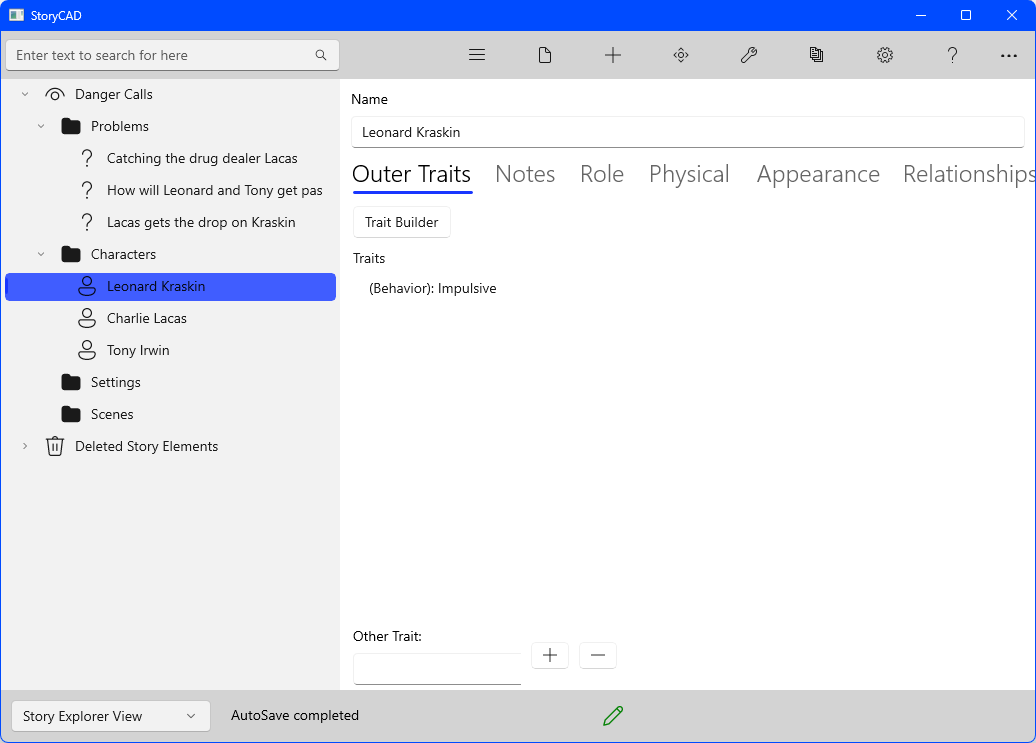 StoryCAD
Enter text to search for here
Danger Calls
Problems
Catching the drug dealer Lacas
How will Leonard and Tony get pas
Lacas gets the drop on Kraskin
Characters
Leonard Kraskin
Charlie Lacas
Tony Irwin
Settings
Scenes
Deleted Story Elements
Name
Leonard Kraskin
Outer Traits Notes Role Physical Appearance Relationships
Trait Builder
Traits
(Behavior): Impulsive
Other Trait:
Story Explorer View
AutoSave completed